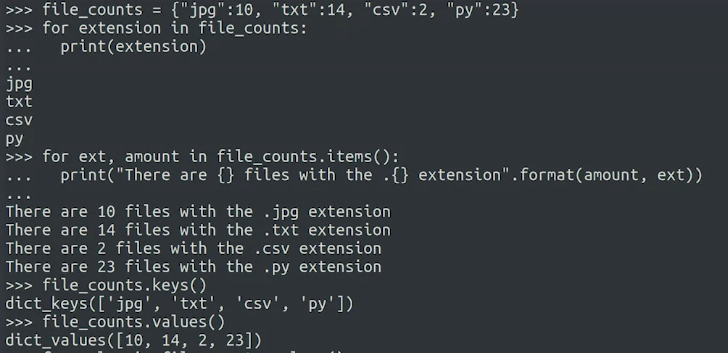 >>> file_counts = {"jpg":10, "txt":14, "csv":2, "py":23}
>>> for extension in file_counts:
...   print(extension)
...
jpg
txt
csv
py
>>> for ext, amount in file_counts.items():
...   print("There are {} files with the .{} extension".format(amount, ext))
...
There are 10 files with the .jpg extension
There are 14 files with the .txt extension
There are 2 files with the .csv extension
There are 23 files with the .py extension
>>> file_counts.keys()
dict_keys(['jpg', 'txt', 'csv', 'py'])
>>> file_counts.values()
dict_values([10, 14, 2, 23])